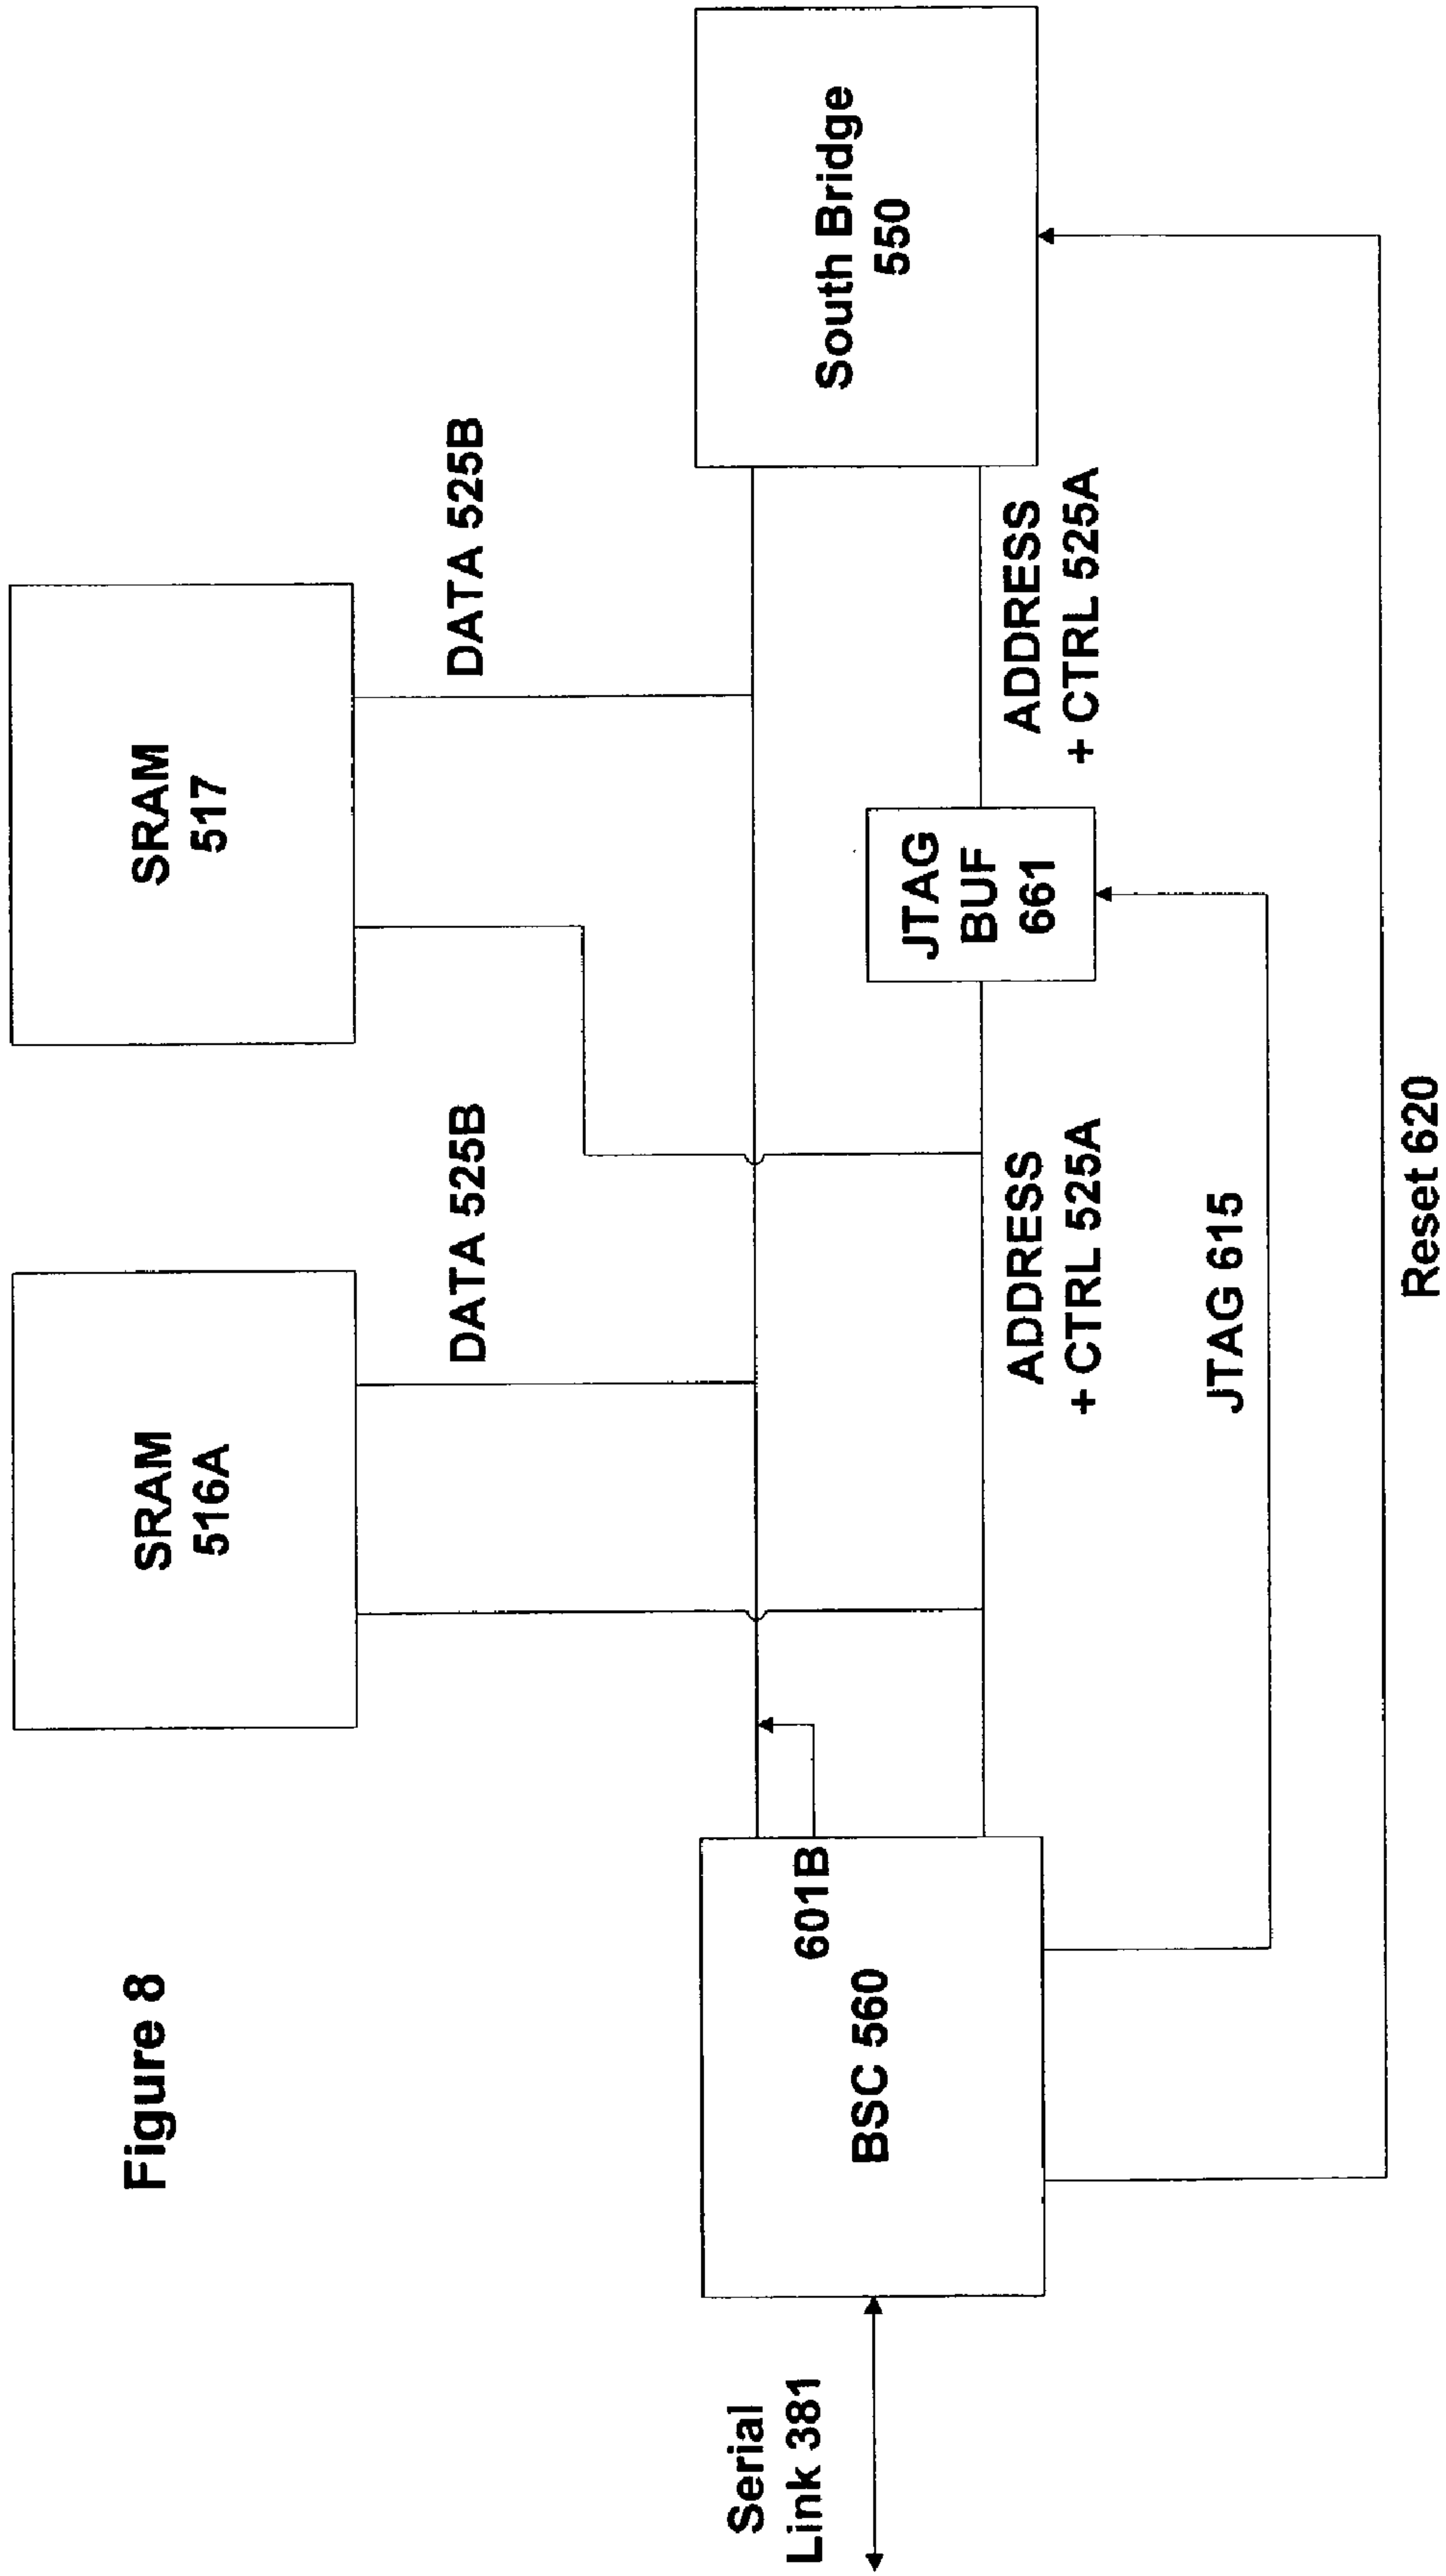 Figure 8
SRAM
516A
SRAM
517
DATA 525B
DATA 525B
Serial
Link 381
601B
BSC 560
South Bridge
550
JTAG
BUF
661
ADDRESS
+ CTRL 525A
ADDRESS
+ CTRL 525A
JTAG 615
Reset 620